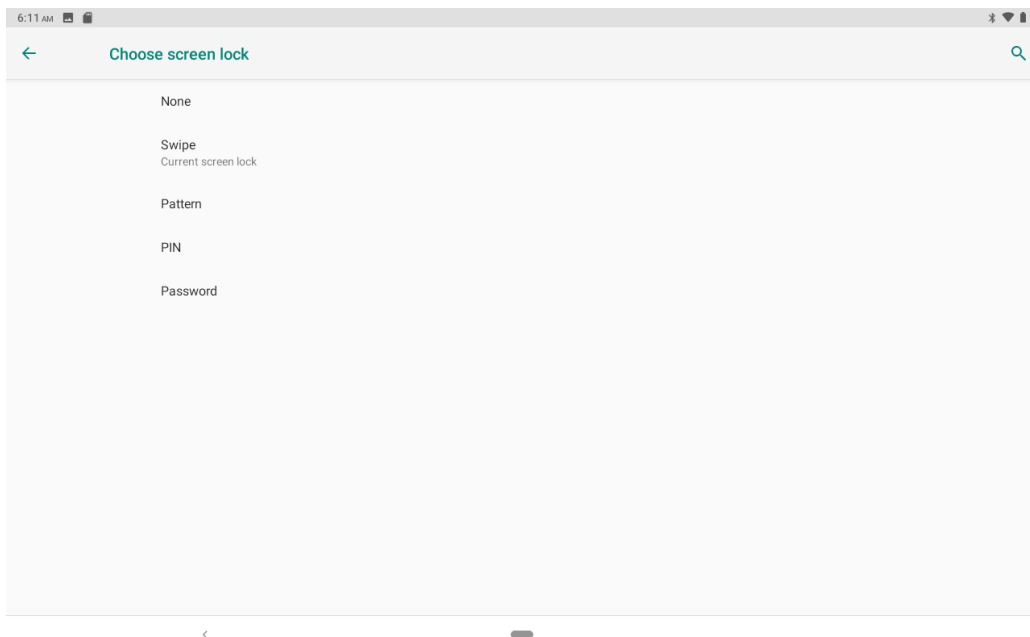 6:11 AM
Choose screen lock
None
Swipe
Current screen lock
Pattern
PIN
Password